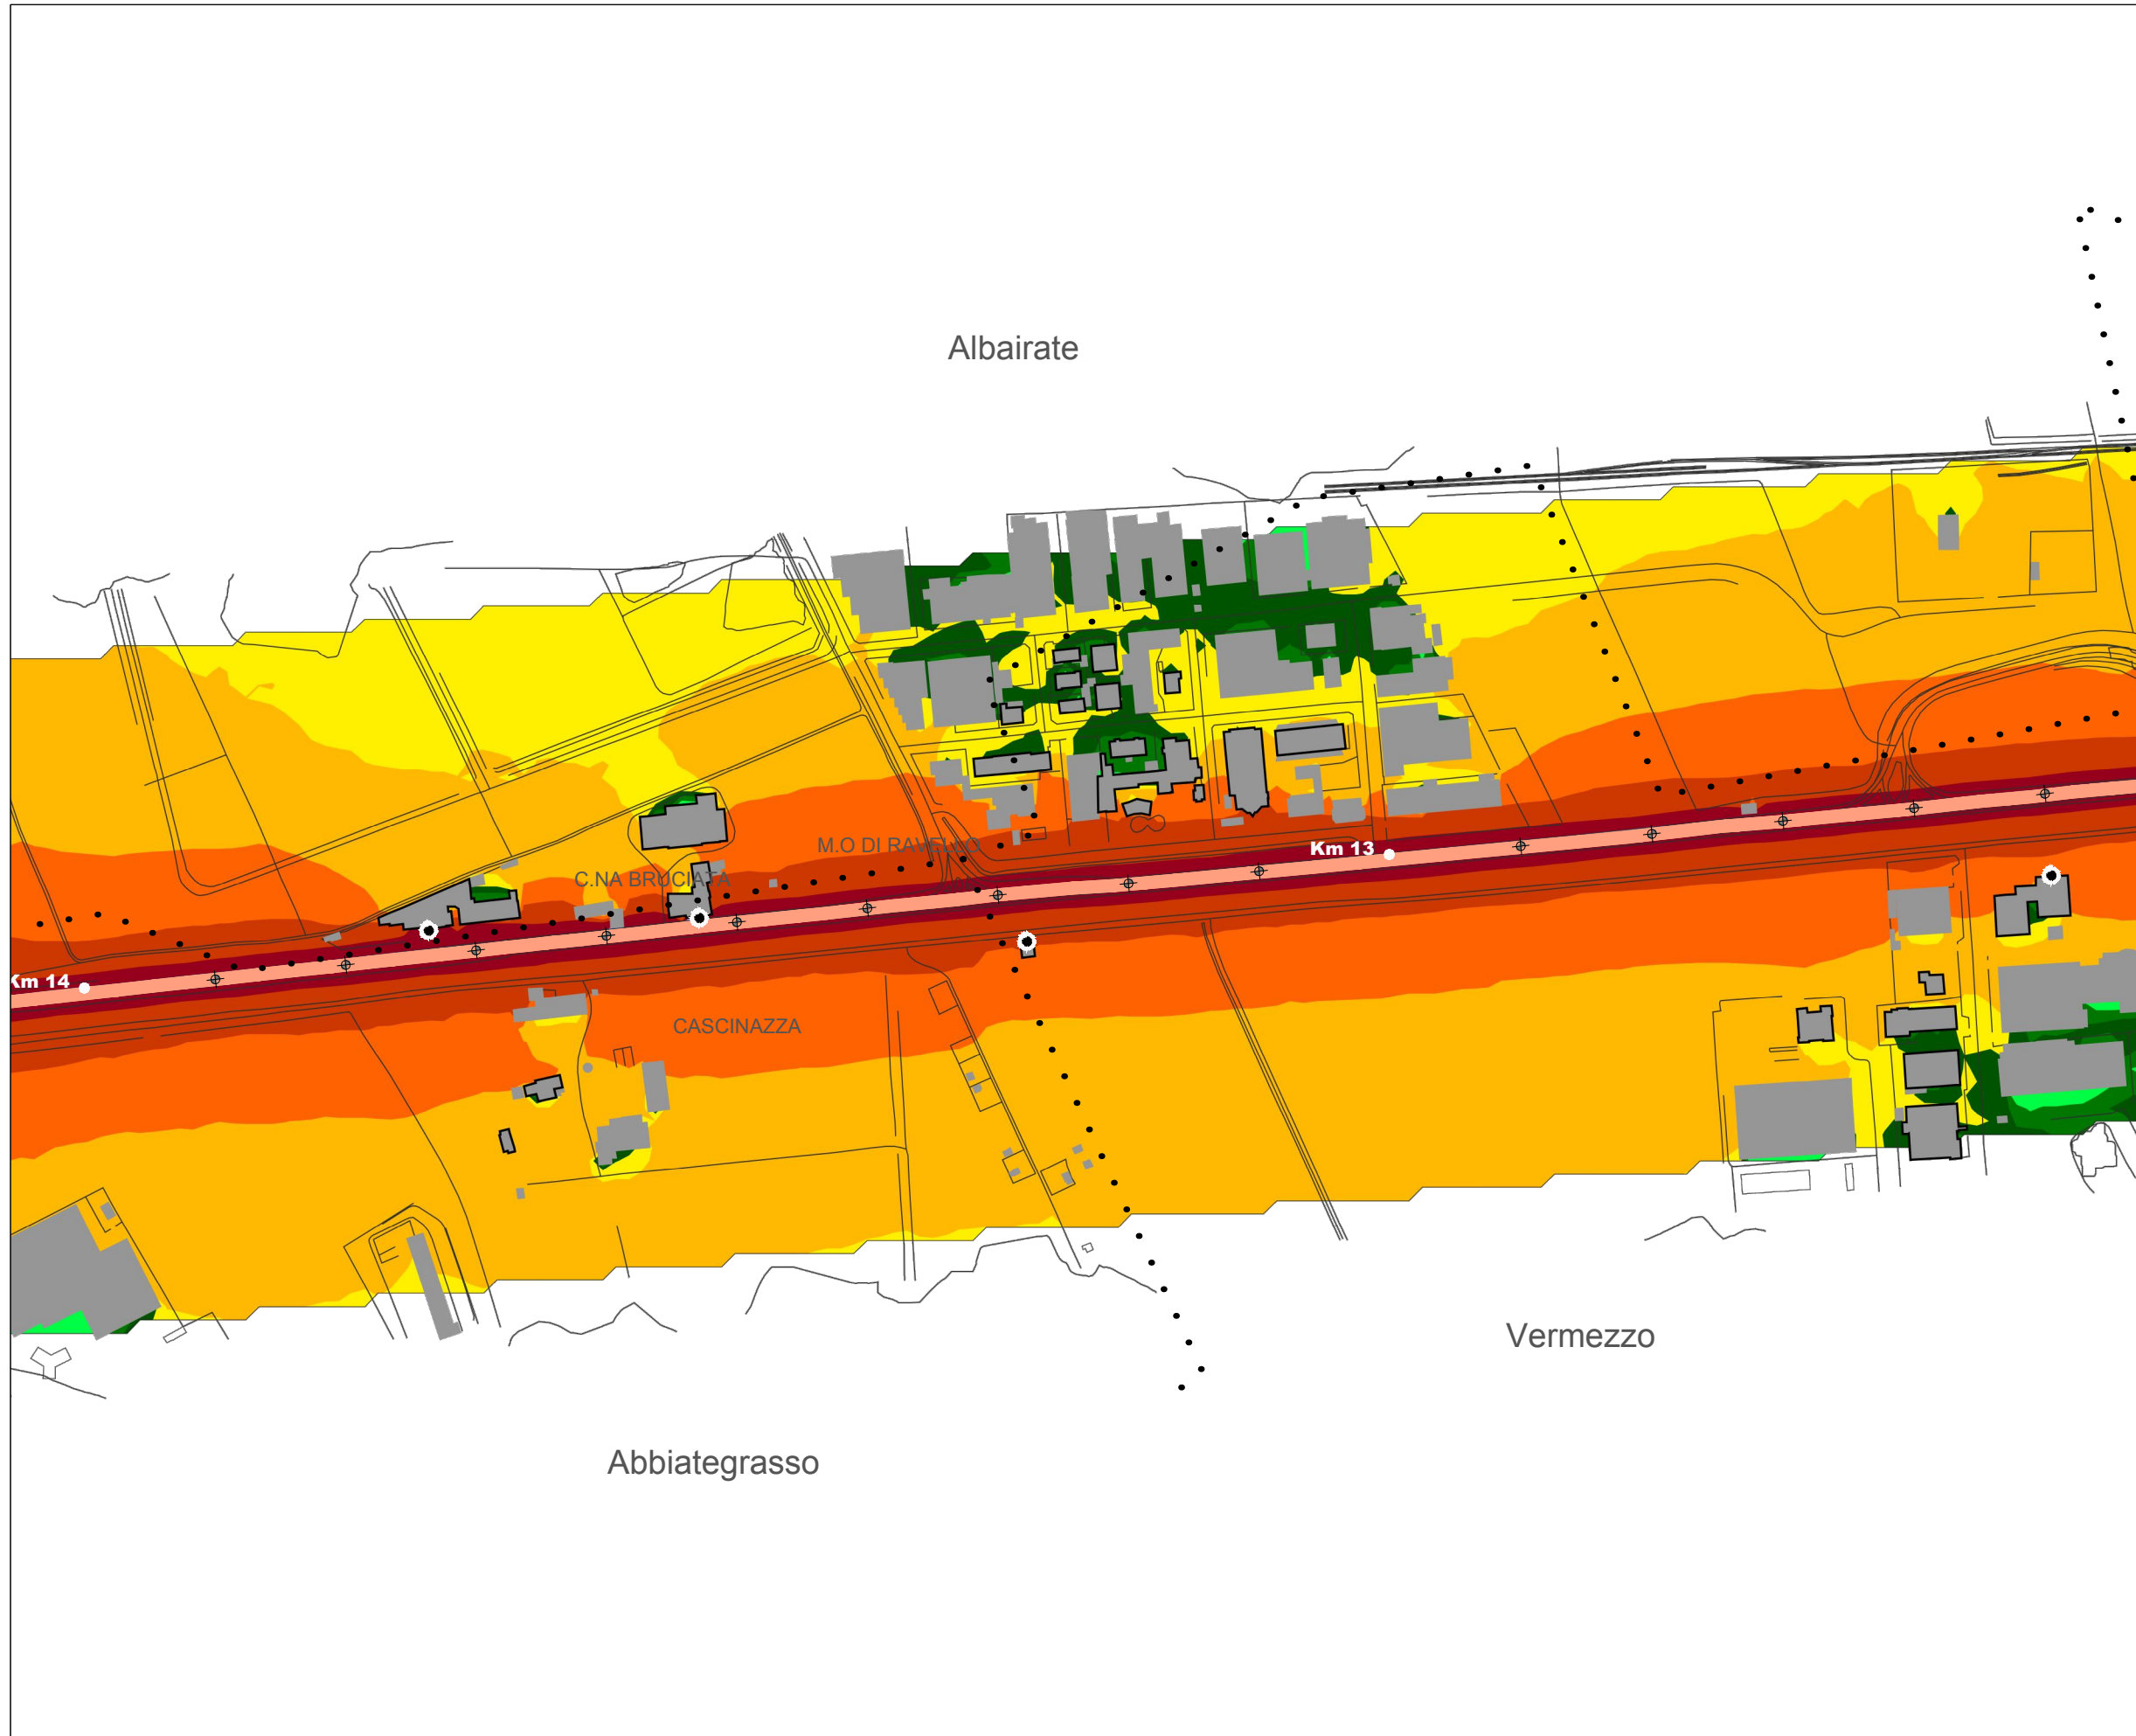 Albairate
M.O DI RAVELLO
Km 13
C.NA BRUCIATA
Km 14
CASCINAZZA
Vermezzo
Abbiategrasso